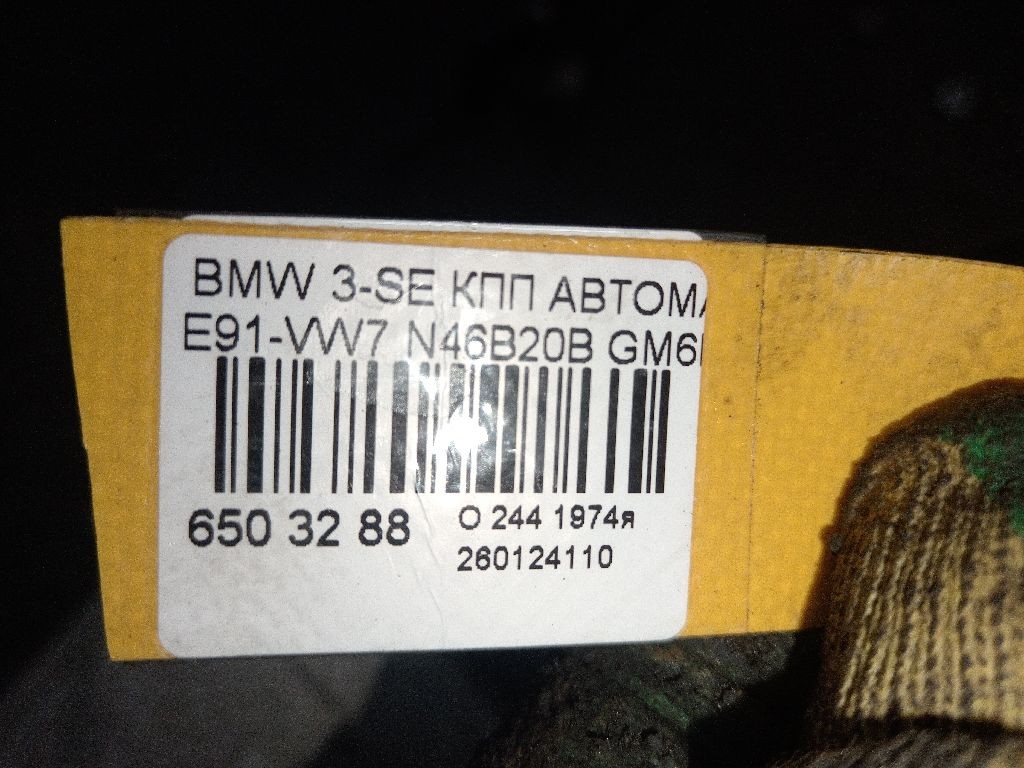 BMW 3-SE КПП АВТОМА
E91-VW7 N46B20B GM6
650 32 88
О 244 1974я
260124110